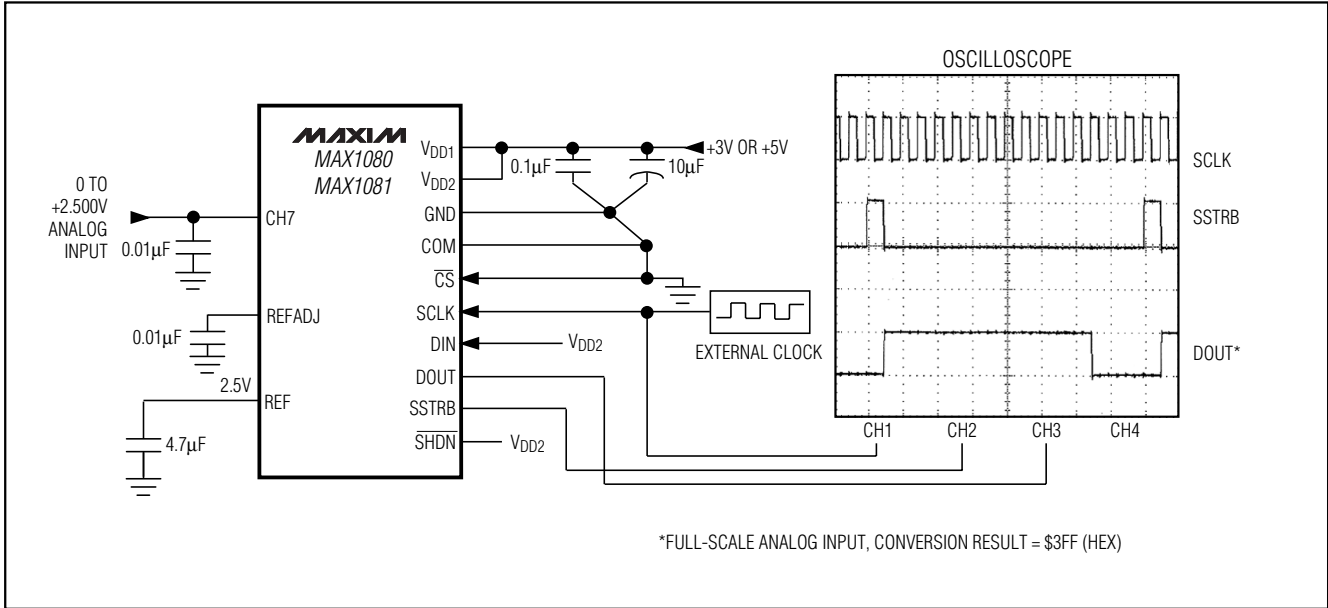 OSCILLOSCOPE
MAXIM
MAX1080
MAX1081
0 TO
+2.500V
ANALOG
INPUT
0.01µF
CH7
REFADJ
0.01µF
2.5V
REF
4.7µF
VDD1
VDD2
GND
COM
CS
SCLK
DIN
DOUT
SSTRB
SHDN
+3V OR +5V
0.1µF
10µF
VDD2
VDD2
EXTERNAL CLOCK
SCLK
SSTRB
DOUT*
CH1 CH2 CH3 CH4
*FULL-SCALE ANALOG INPUT, CONVERSION RESULT = $3FF (HEX)